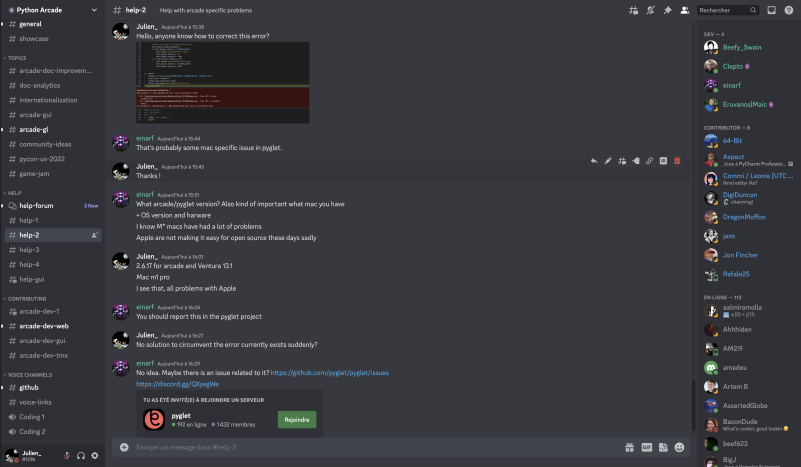 Python Arcade
general
showcase
TOPICS
arcade-doc-improvem...
doc-analytics
internationalization
arcade-gui
arcade-gl
community-ideas
pycon-us-2022
game-jam
HELP
help-forum
3 New
help-1
help-2
help-3
help-4
help-gui
CONTRIBUTING
arcade-dev-1
arcade-dev-web
arcade-dev-gui
arcade-dev-tmx
VOICE CHANNELS
github
voice-links
Coding 1
Coding 2
Julien_
#1296
help-2
Help with arcade specific problems
Rechercher
Julien_ Aujourd'hui à 15:38
Hello, anyone know how to correct this error?
einarf Aujourd'hui à 15:44
That's probably some mac specific issue in pyglet.
Julien_ Aujourd'hui à 15:45
Thanks !
einarf Aujourd'hui à 15:51
What arcade/pyglet version? Also kind of important what mac you have
+ OS version and harware
I know M* macs have had a lot of problems
Apple are not making it easy for open source these days sadly
Julien_ Aujourd'hui à 16:01
2.6.17 for arcade and Ventura 13.1
Mac m1 pro
I see that, all problems with Apple
einarf Aujourd'hui à 16:24
You should report this in the pyglet project
Julien_ Aujourd'hui à 16:27
No solution to circumvent the error currently exists suddenly?
einarf Aujourd'hui à 16:29
No idea. Maybe there is an issue related to it? https://github.com/pyglet/pyglet/issues
https://discord.gg/QXyegWe
TU AS ÉTÉ INVITÉ(E) À REJOINDRE UN SERVEUR
pyglet
192 en ligne
1432 membres
Rejoindre
Envoyer un message dans #help-2
GIF
DEV — 4
Beefy_Swain
Clepto
einarf
Eruvanos|Maic
CONTRIBUTOR — 8
64-Bit
Aspect
Joue à PyCharm Professio...
Commi / Leonie [UTC ...
DigiDuncan
charming!
DragonMoffon
janx
Jon Fincher
Rafale25
EN LIGNE — 113
aalmiramolla
Ahhhiden
AM2i9
amadeu
Artem B
AssertedGlobe
BaconDude
What's cookin, good lookin
beef623
BigJ